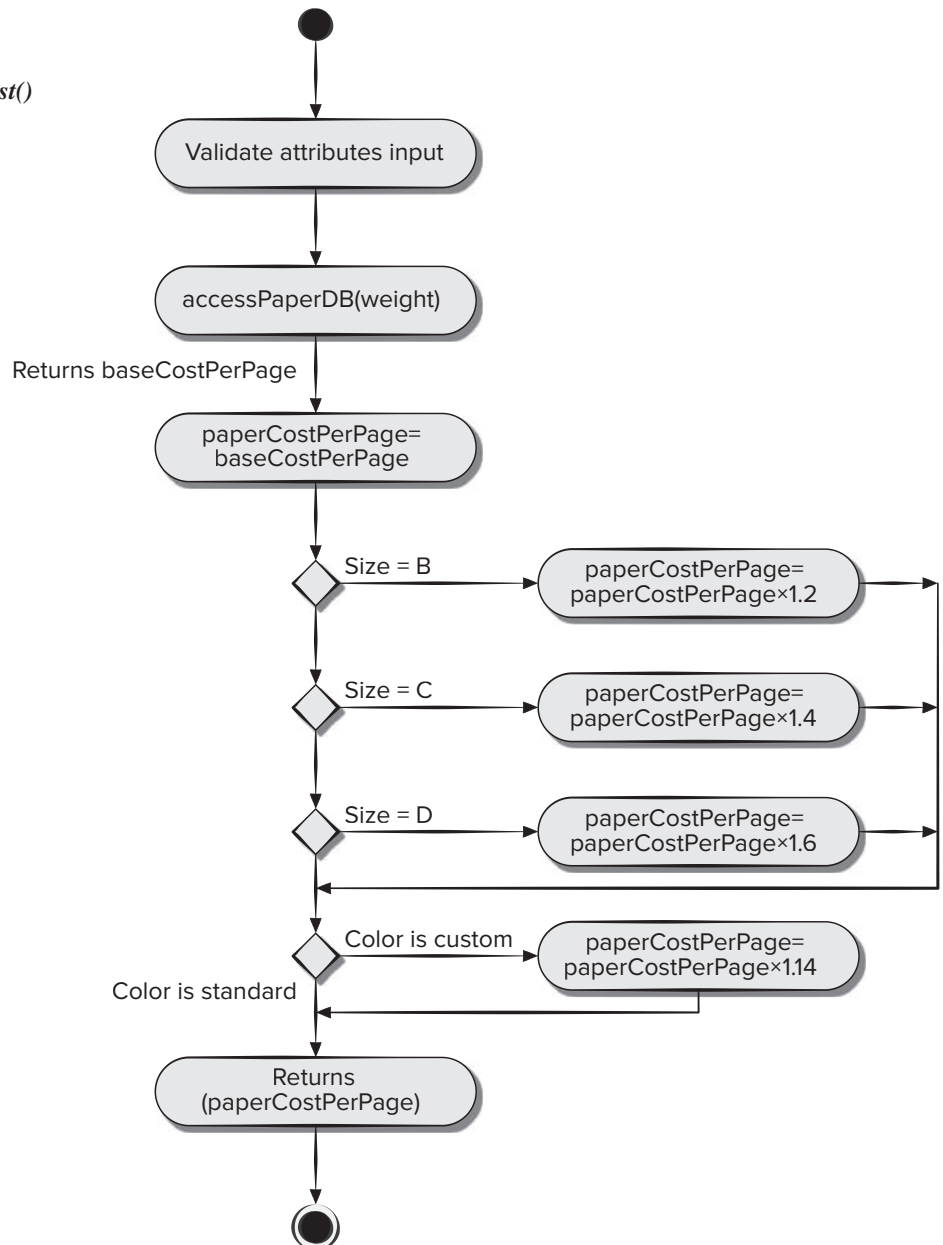 st()
Validate attributes input
accessPaperDB(weight)
Returns baseCostPerPage
paperCostPerPage=
baseCostPerPage
Size = B
paperCostPerPage=
paperCostPerPage×1.2
Size = C
paperCostPerPage=
paperCostPerPage×1.4
Size = D
paperCostPerPage=
paperCostPerPage×1.6
Color is custom
paperCostPerPage=
paperCostPerPage×1.14
Color is standard
Returns
(paperCostPerPage)